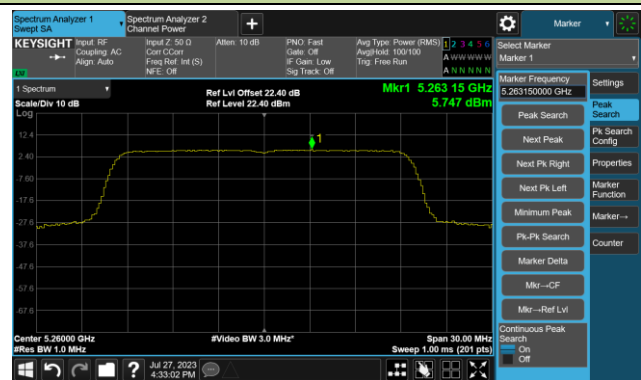 Spectrum Analyzer 1
Swept SA
Spectrum Analyzer 2
Channel Power
+
Marker
KEYSIGHT
Input: RF
Coupling: AC
Align: Auto
Input Z: 50 Ω
Corr CCorr
Freq Ref: Int (S)
NFE: Off
Atten: 10 dB
PNO: Fast
Gate: Off
IF Gain: Low
Sig Track: Off
Avg Type: Power (RMS)
Avg|Hold: 100/100
Trig: Free Run
1 2 3 4 5 6
A W W W W W
A N N N N N
LW
Select Marker
Marker 1
1 Spectrum
Scale/Div 10 dB
Log
Ref Lvl Offset 22.40 dB
Ref Level 22.40 dBm
Mkr1 5.263 15 GHz
5.747 dBm
12.4
2.40
-7.60
-17.6
-27.6
-37.6
-47.6
-57.6
-67.6
1
Center 5.26000 GHz
#Res BW 1.0 MHz
#Video BW 3.0 MHz*
Span 30.00 MHz
Sweep 1.00 ms (201 pts)
Marker Frequency
5.263150000 GHz
Peak Search
Next Peak
Next Pk Right
Next Pk Left
Minimum Peak
Pk-Pk Search
Marker Delta
Mkr→CF
Mkr→Ref Lvl
Continuous Peak
Search
On
Off
Settings
Peak
Search
Pk Search
Config
Properties
Marker
Function
Marker→
Counter
?
Jul 27, 2023
4:33:02 PM